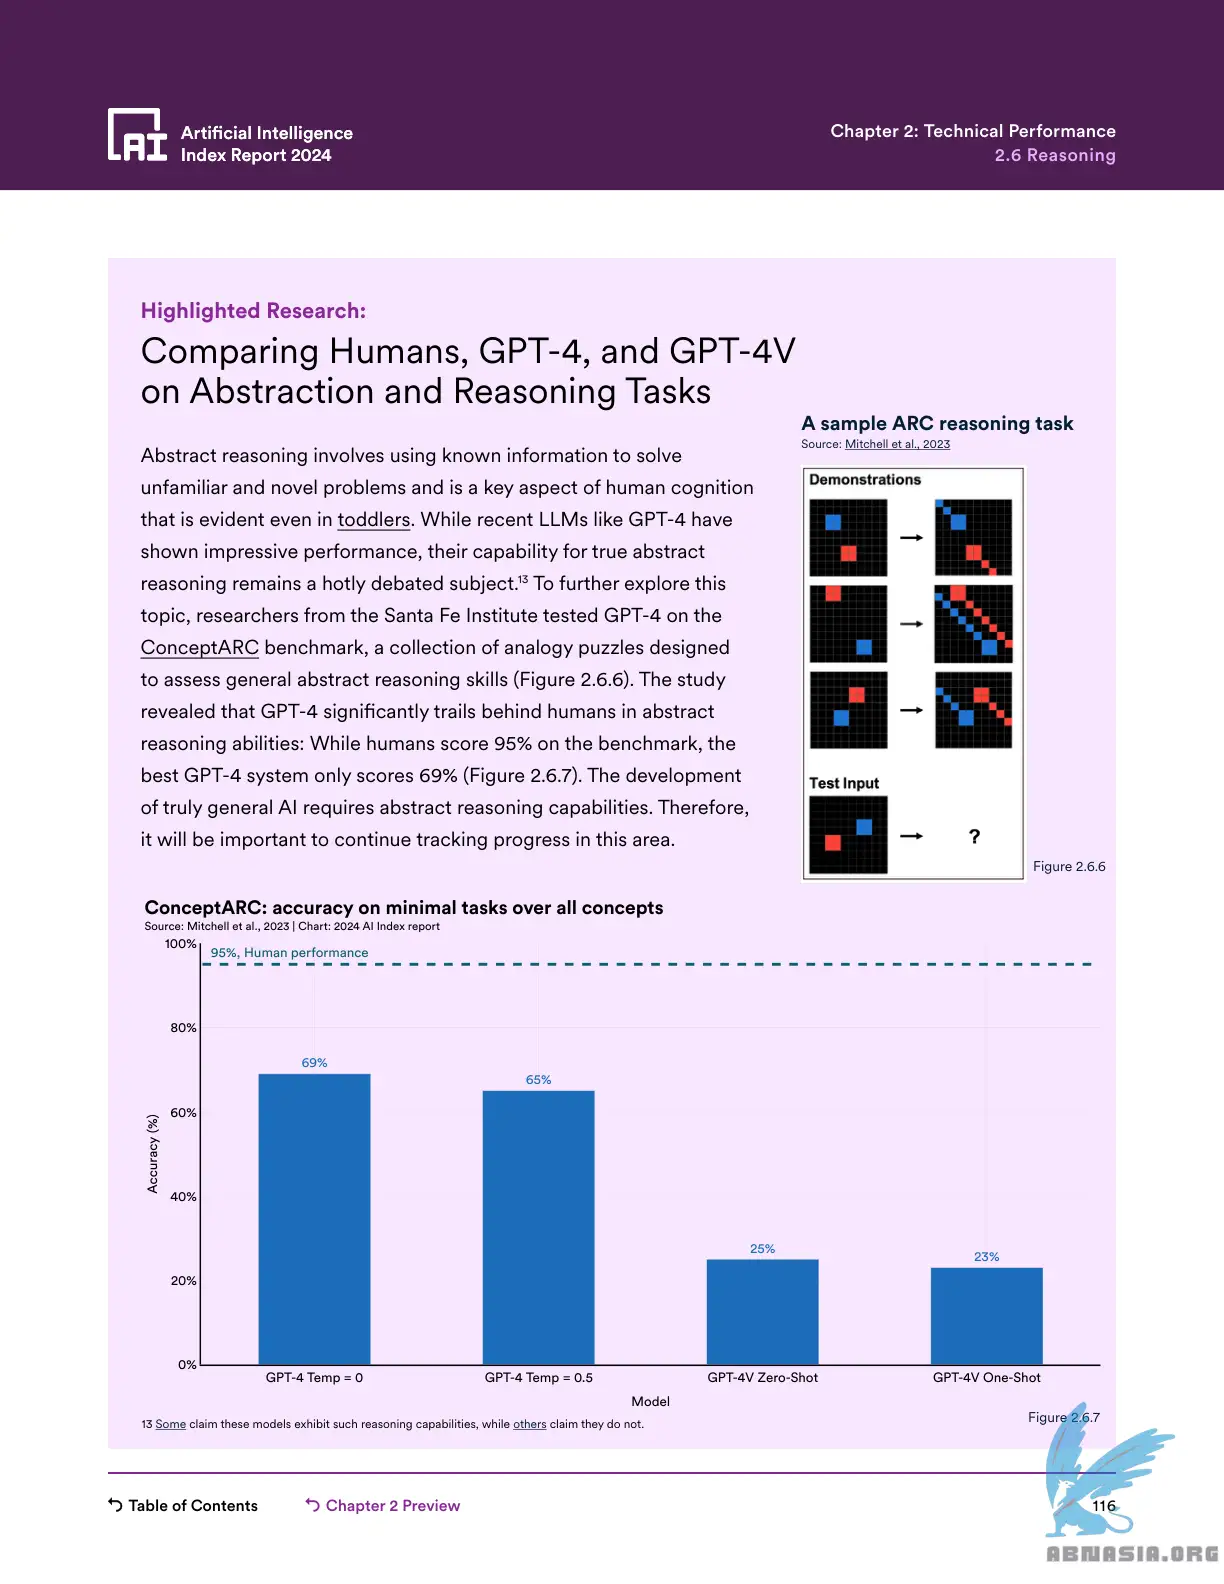 Artificial Intelligence
Index Report 2024
Chapter 2: Technical Performance
2.6 Reasoning
Highlighted Research:
Comparing Humans, GPT-4, and GPT-4V
on Abstraction and Reasoning Tasks
Abstract reasoning involves using known information to solve
unfamiliar and novel problems and is a key aspect of human cognition
that is evident even in toddlers. While recent LLMs like GPT-4 have
shown impressive performance, their capability for true abstract
reasoning remains a hotly debated subject.13 To further explore this
topic, researchers from the Santa Fe Institute tested GPT-4 on the
ConceptARC benchmark, a collection of analogy puzzles designed
to assess general abstract reasoning skills (Figure 2.6.6). The study
revealed that GPT-4 significantly trails behind humans in abstract
reasoning abilities: While humans score 95% on the benchmark, the
best GPT-4 system only scores 69% (Figure 2.6.7). The development
of truly general AI requires abstract reasoning capabilities. Therefore,
it will be important to continue tracking progress in this area.
A sample ARC reasoning task
Source: Mitchell et al., 2023
Demonstrations
Test Input
?
Figure 2.6.6
ConceptARC: accuracy on minimal tasks over all concepts
Source: Mitchell et al., 2023 | Chart: 2024 AI Index report
100%
95%, Human performance
80%
69%
65%
60%
Accuracy (%)
40%
25%
23%
20%
0%
GPT-4 Temp = 0
GPT-4 Temp = 0.5
GPT-4V Zero-Shot
GPT-4V One-Shot
Model
Figure 2.6.7
13 Some claim these models exhibit such reasoning capabilities, while others claim they do not.
Table of Contents
Chapter 2 Preview
116
ABNASIA.ORG